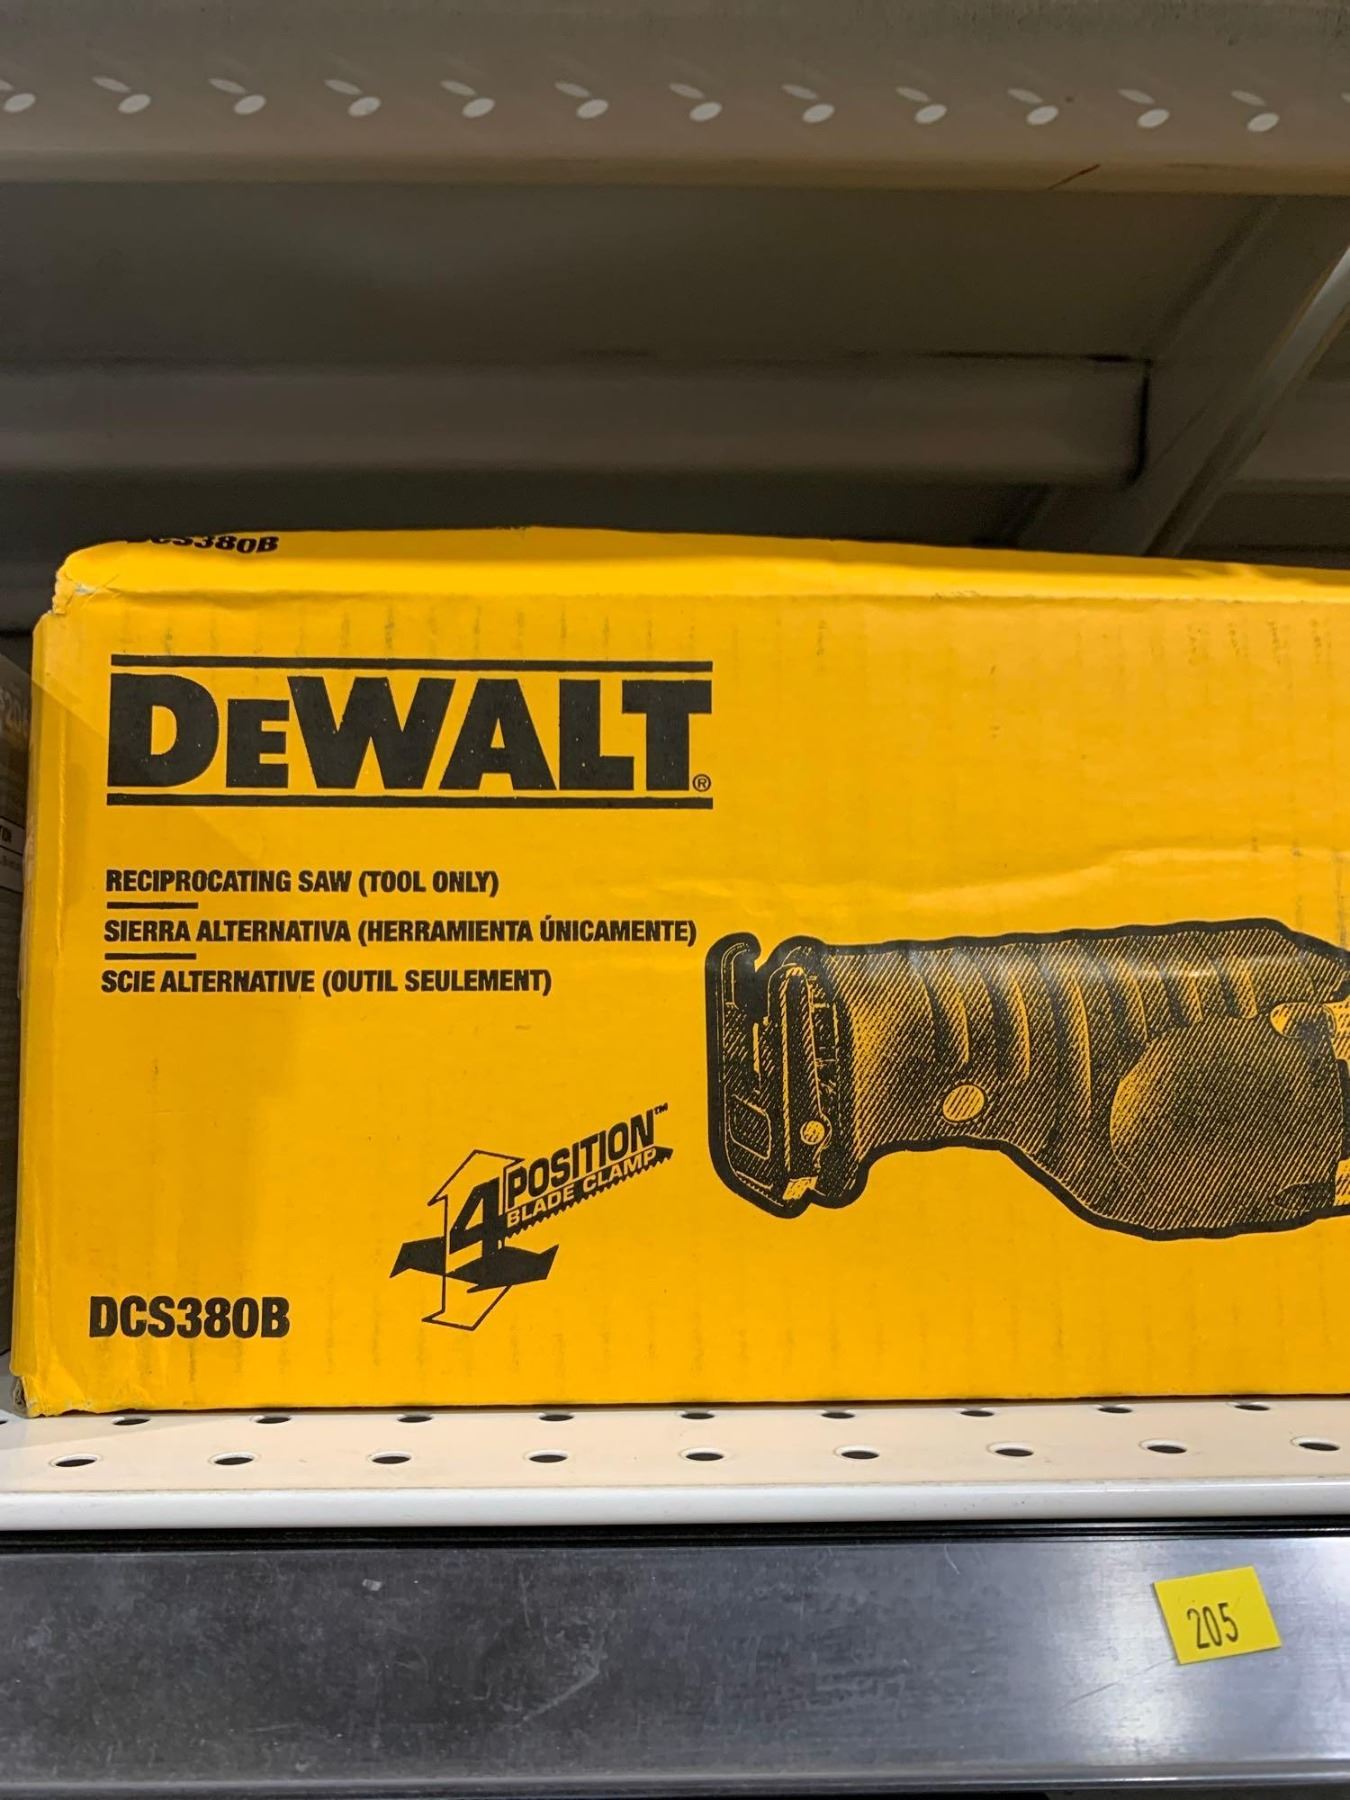 DCS380B
DEWALT®
RECIPROCATING SAW (TOOL ONLY)
SIERRA ALTERNATIVA (HERRAMIENTA ÚNICAMENTE)
SCIE ALTERNATIVE (OUTIL SEULEMENT)
4 POSITION™
BLADE CLAMP
DCS380B
205